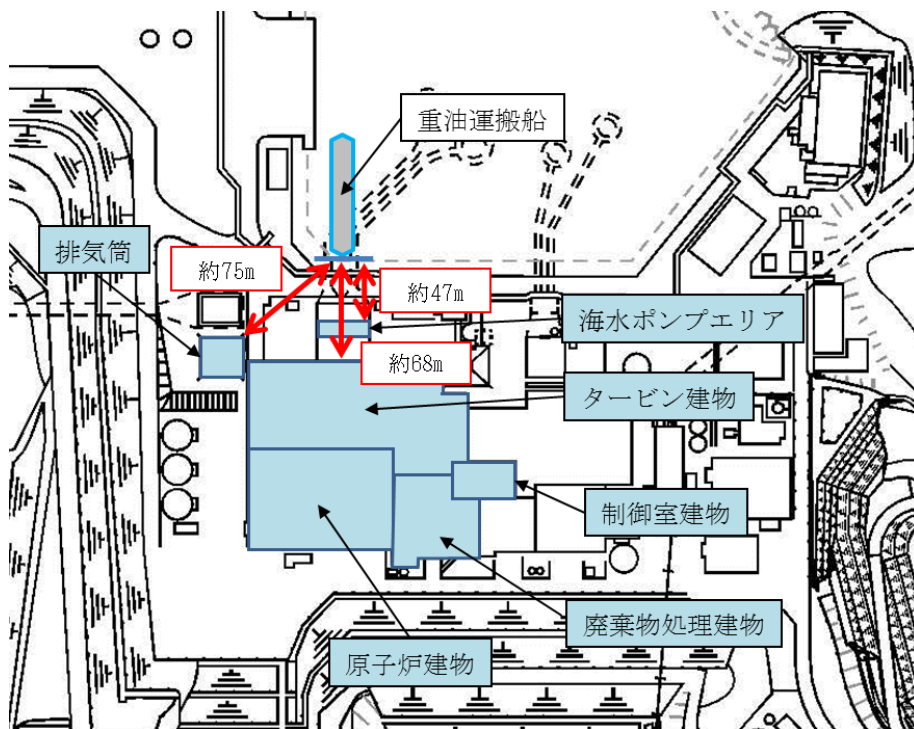 重油運搬船
排気筒
約75m
約47m
海水ポンプエリア
約68m
タービン建物
制御室建物
廃棄物処理建物
原子炉建物